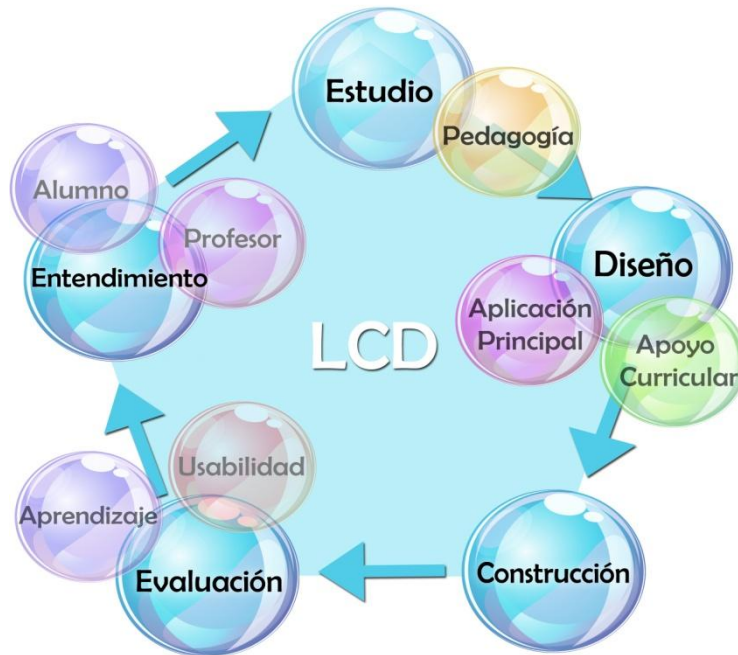 Estudio
Pedagogía
Alumno
Profesor
Entendimiento
Diseño
Aplicación
Principal
Apoyo
Curricular
LCD
Usabilidad
Aprendizaje
Evaluación
Construcción